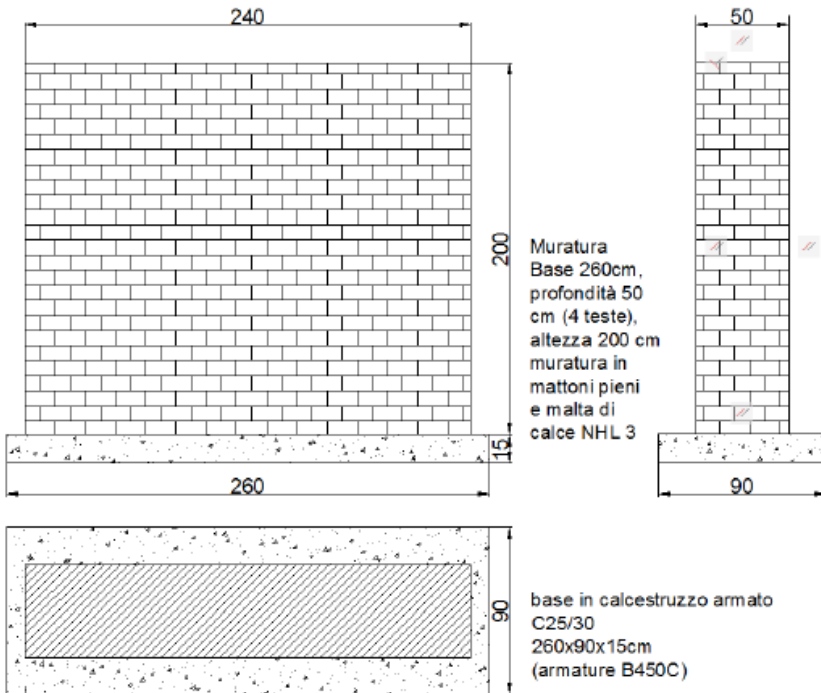 240
50
200
Muratura
Base 260cm,
profondità 50
cm (4 teste),
altezza 200 cm
muratura in
mattoni pieni
e malta di
calce NHL 3
15
260
90
90
base in calcestruzzo armato
C25/30
260x90x15cm
(armature B450C)